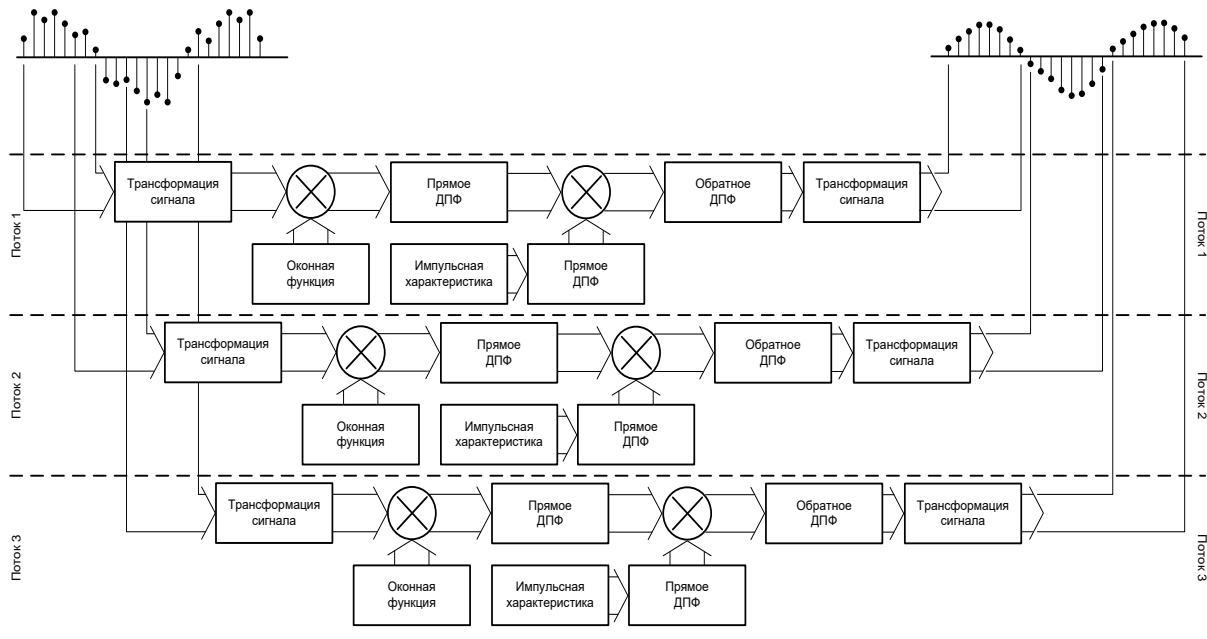 Поток 1
Трансформация
сигнала
Прямое
ДПФ
Обратное
ДПФ
Трансформация
сигнала
Поток 1
Оконная
функция
Импульсная
характеристика
Прямое
ДПФ
Поток 2
Трансформация
сигнала
Прямое
ДПФ
Обратное
ДПФ
Трансформация
сигнала
Поток 2
Оконная
функция
Импульсная
характеристика
Прямое
ДПФ
Поток 3
Трансформация
сигнала
Прямое
ДПФ
Обратное
ДПФ
Трансформация
сигнала
Поток 3
Оконная
функция
Импульсная
характеристика
Прямое
ДПФ